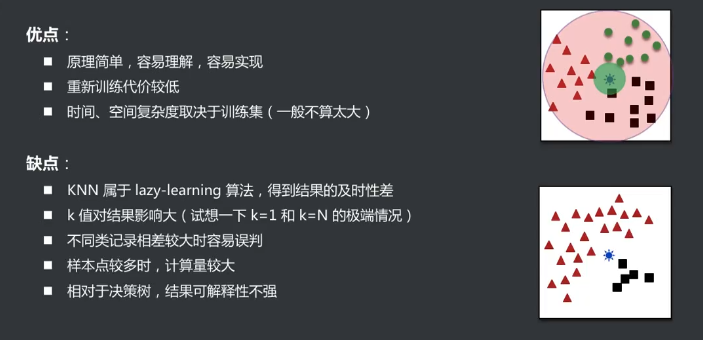 优点：
■ 原理简单，容易理解，容易实现
■ 重新训练代价较低
■ 时间、空间复杂度取决于训练集（一般不算太大）
缺点：
■ KNN 属于 lazy-learning 算法，得到结果的及时性差
■ k 值对结果影响大（试想一下 k=1 和 k=N 的极端情况）
■ 不同类记录相差较大时容易误判
■ 样本点较多时，计算量较大
■ 相对于决策树，结果可解释性不强